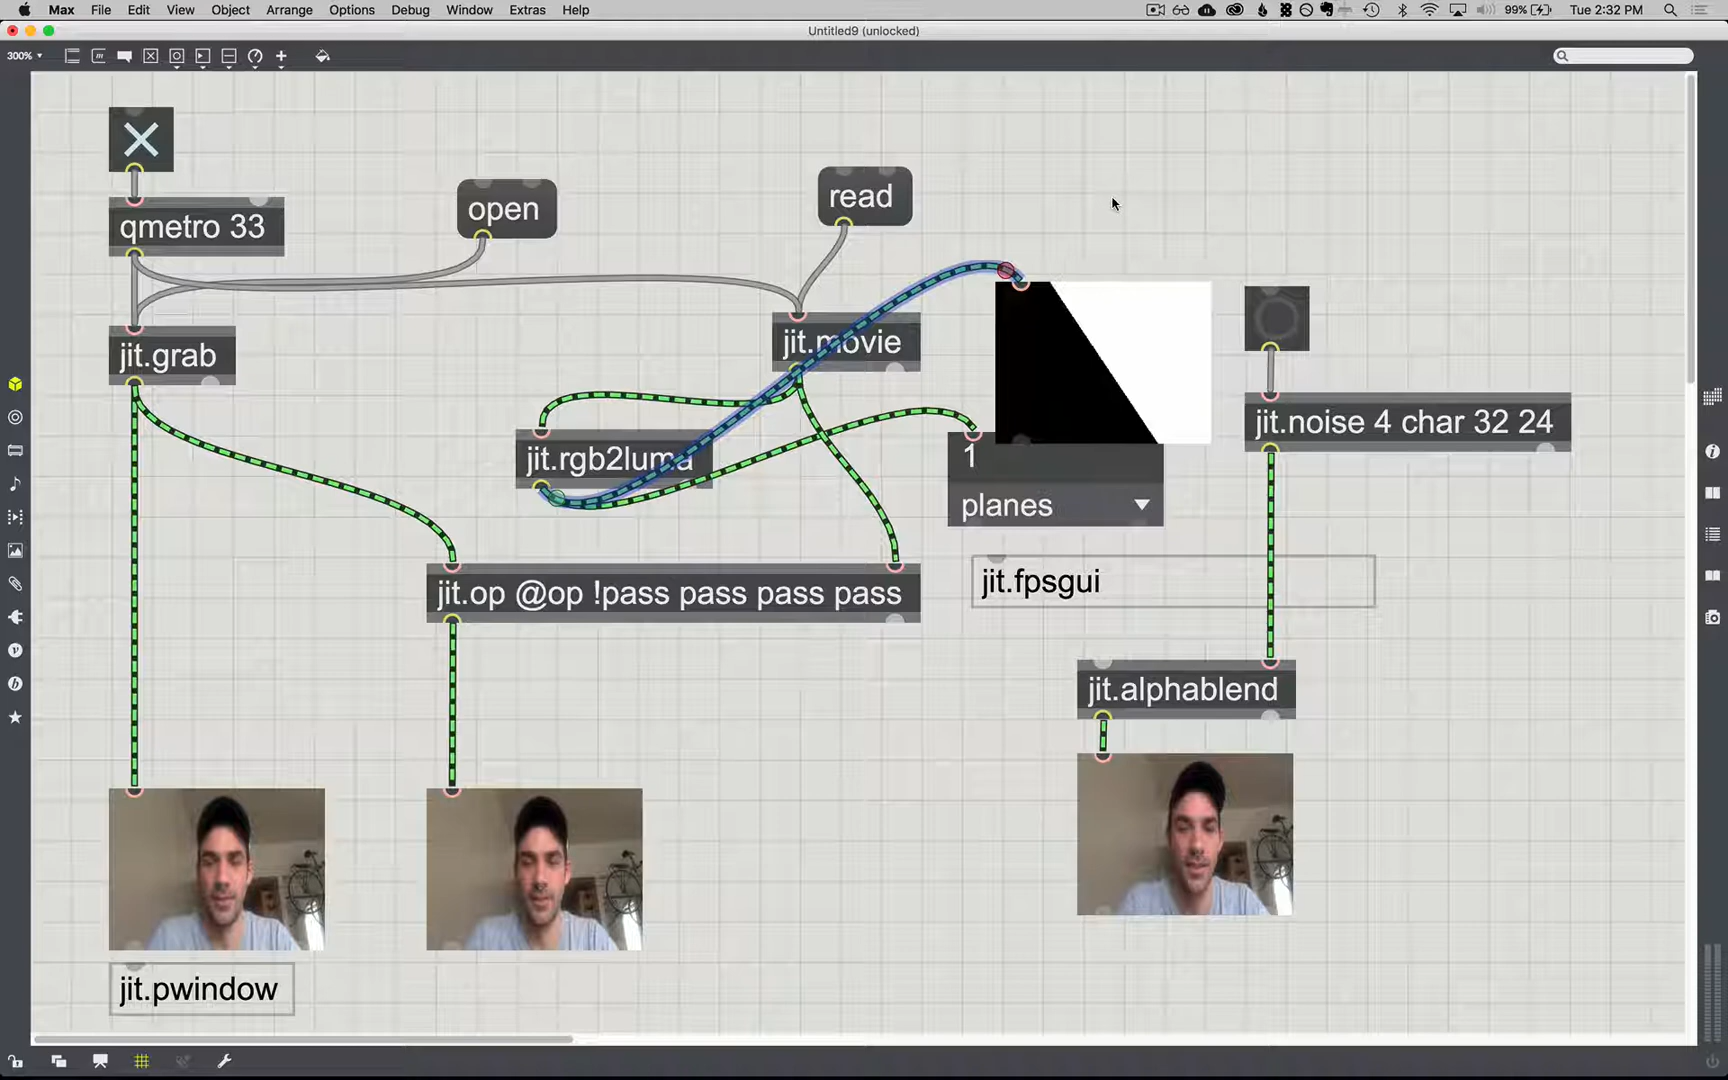 Max File Edit View Object Arrange Options Debug Window Extras Help
99% Tue 2:32 PM
Untitled9 (unlocked)
300%
read
open
qmetro 33
jit.movie
jit.grab
jit.noise 4 char 32 24
jit.rgb2luma
1
planes
jit.fpsgui
jit.op @op !pass pass pass pass
jit.alphablend
jit.pwindow